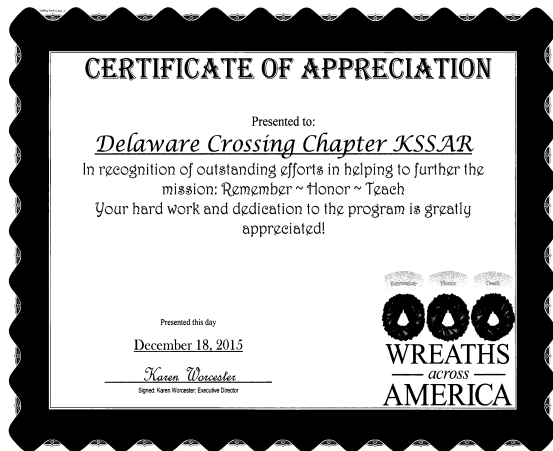 CERTIFICATE OF APPRECIATION
Presented to:
Delaware Crossing Chapter KSSAR
In recognition of outstanding efforts in helping to further the
mission: Remember ~ Honor ~ Teach
Your hard work and dedication to the program is greatly
appreciated!
Remember Honor Teach
Presented this day
December 18, 2015
Karen Worcester
Signed: Karen Worcester; Executive Director
WREATHS
across
AMERICA